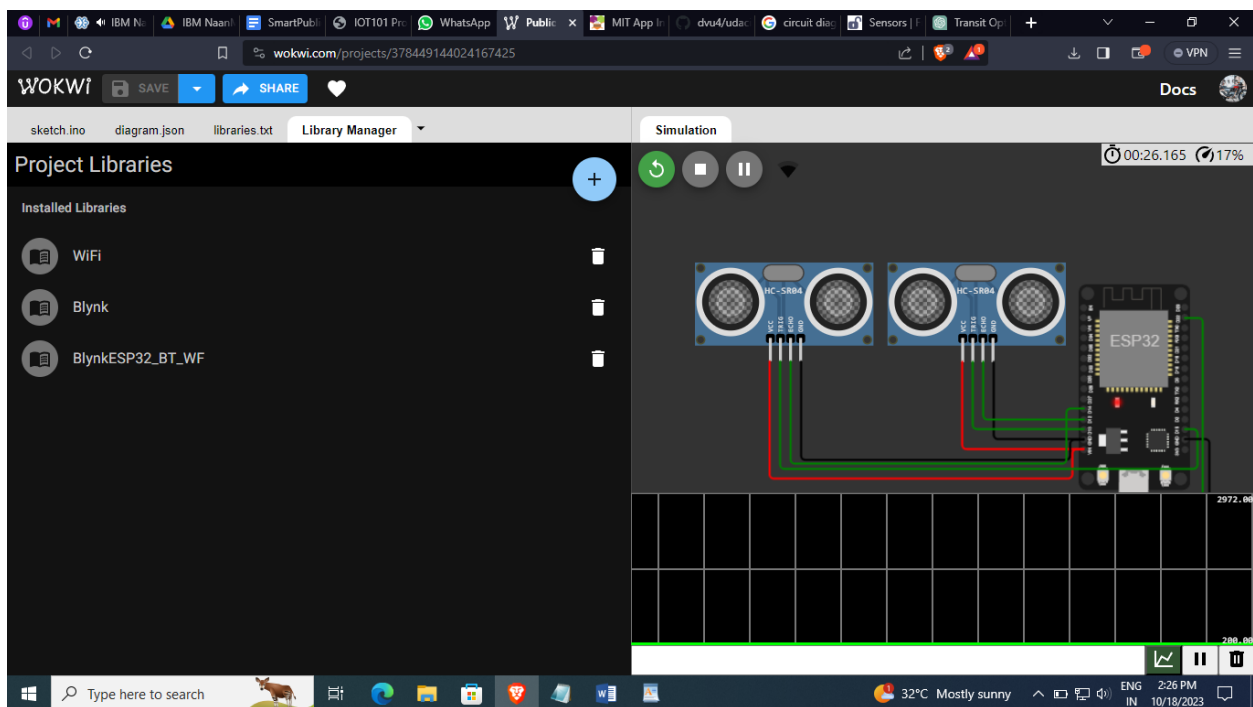 IBM Na
IBM Naan
SmartPubli
IOT101 Pro
WhatsApp
Public
MIT App In
dvu4/udac
circuit diag
Sensors | F
Transit Opt
wokwi.com/projects/378449144024167425
VPN
WOKWI
SAVE
SHARE
Docs
sketch.ino
diagram.json
libraries.txt
Library Manager
Simulation
Project Libraries
+
00:26.165
17%
Installed Libraries
WiFi
Blynk
BlynkESP32_BT_WF
HC-SR04
VCC
TRIG
ECHO
GND
HC-SR04
VCC
TRIG
ECHO
GND
ESP32
2972.00
200.00
Type here to search
32°C Mostly sunny
ENG
IN
2:26 PM
10/18/2023